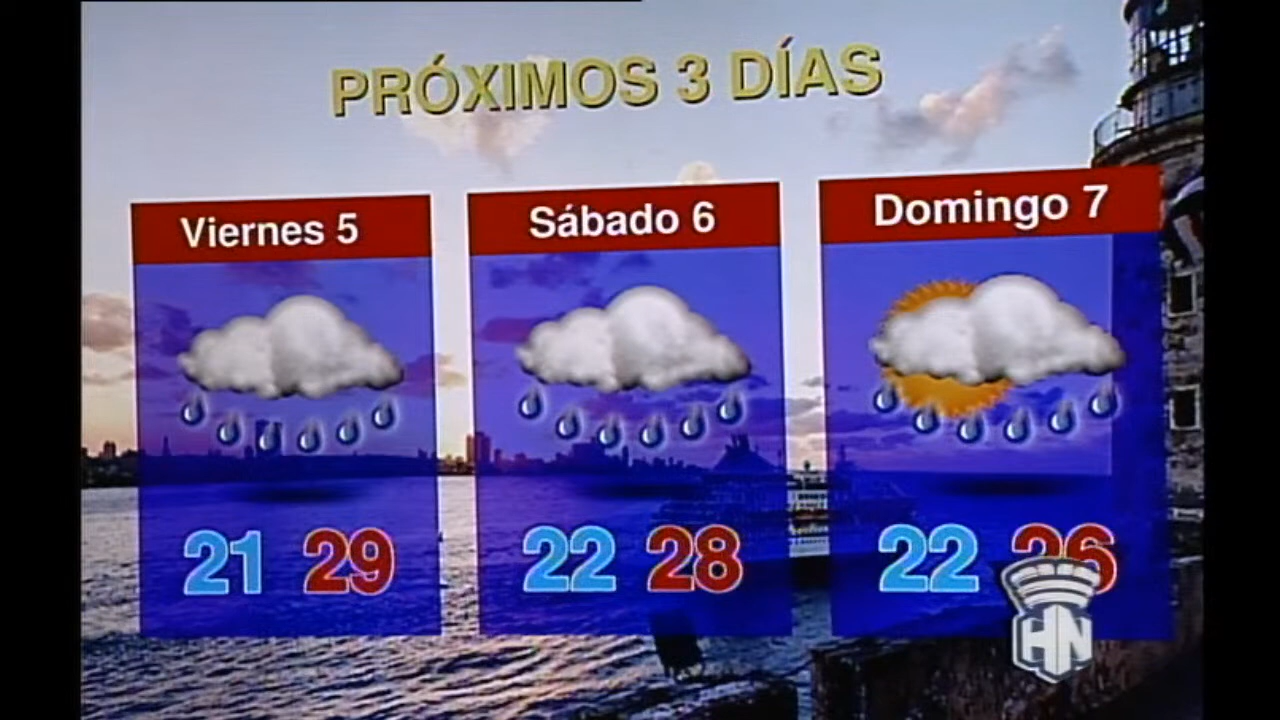 PRÓXIMOS 3 DÍAS
Viernes 5
Sábado 6
Domingo 7
21 29
22 28
22 26
HN